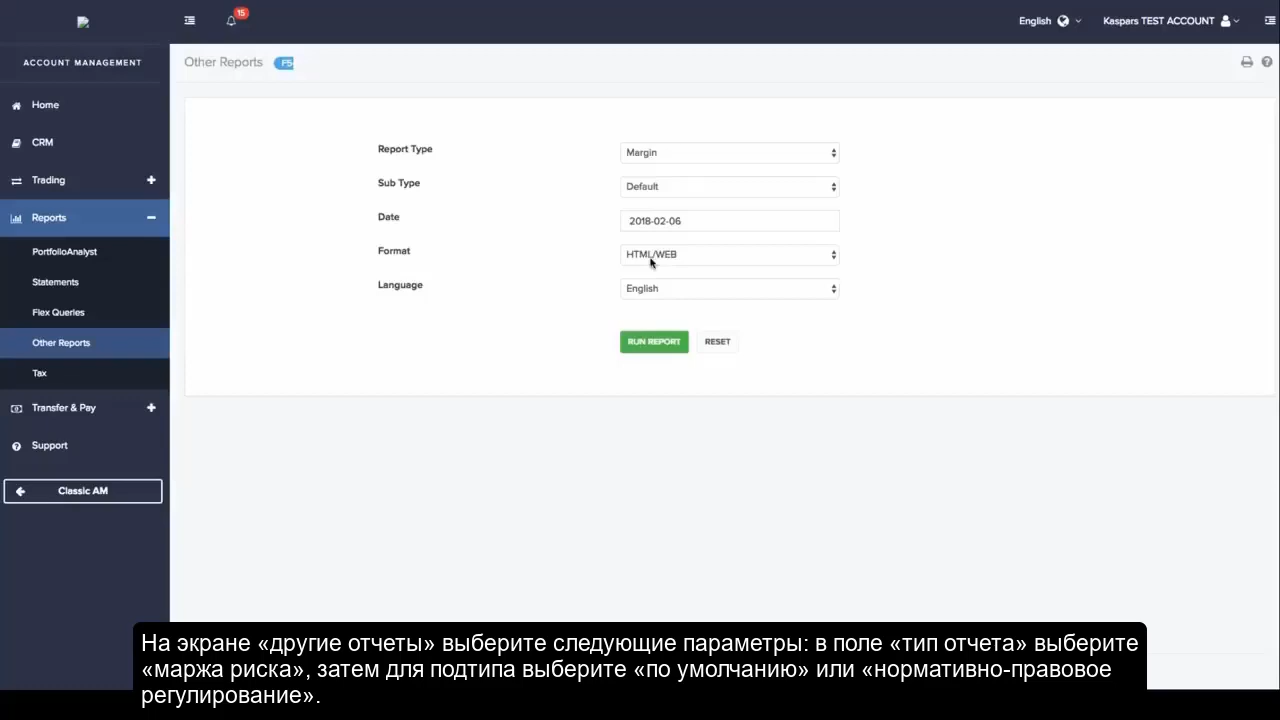 15
English
Kaspars TEST ACCOUNT
ACCOUNT MANAGEMENT
Other Reports
Home
CRM
Trading
Reports
PortfolioAnalyst
Statements
Flex Queries
Other Reports
Tax
Transfer & Pay
Support
Classic AM
Report Type
Margin
Sub Type
Default
Date
2018-02-06
Format
HTML/WEB
Language
English
RUN REPORT
RESET
На экране «другие отчеты» выберите следующие параметры: в поле «тип отчета» выберите
«маржа риска», затем для подтипа выберите «по умолчанию» или «нормативно-правовое
регулирование».